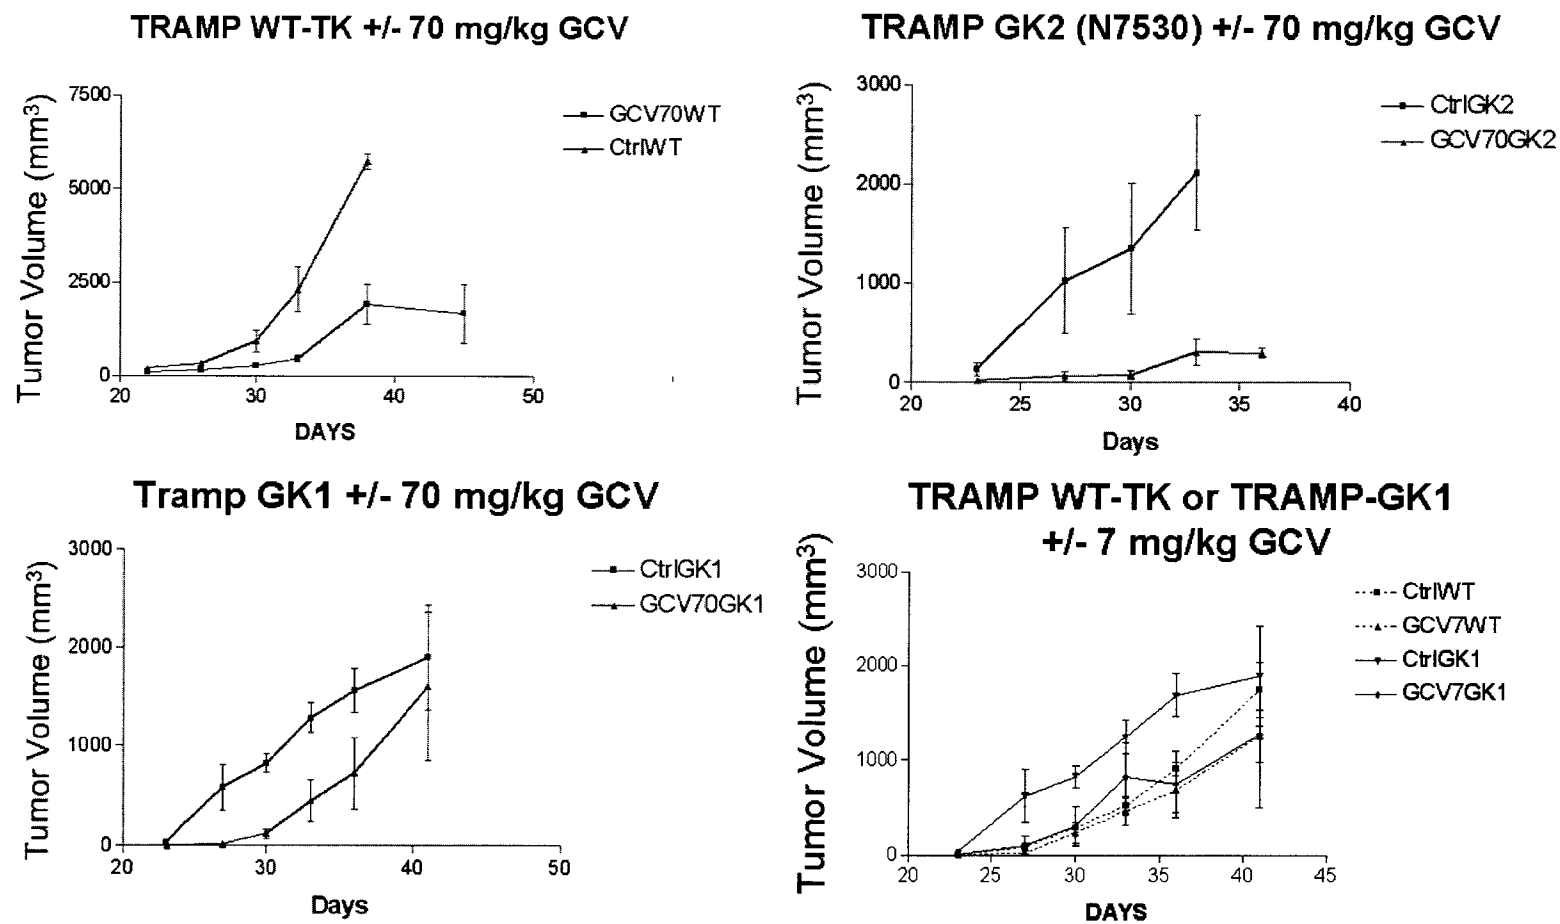 TRAMP WT-TK +/- 70 mg/kg GCV
Tumor Volume (mm³)
7500
5000
2500
0
20
30
40
50
DAYS
GCV70WT
CtrlWT
TRAMP GK2 (N7530) +/- 70 mg/kg GCV
Tumor Volume (mm³)
3000
2000
1000
0
20
25
30
35
40
Days
CtrlGK2
GCV70GK2
Tramp GK1 +/- 70 mg/kg GCV
Tumor Volume (mm³)
3000
2000
1000
0
20
30
40
50
Days
CtrlGK1
GCV70GK1
TRAMP WT-TK or TRAMP-GK1
+/- 7 mg/kg GCV
Tumor Volume (mm³)
3000
2000
1000
0
20
25
30
35
40
45
DAYS
CtrlWT
GCV7WT
CtrlGK1
GCV7GK1